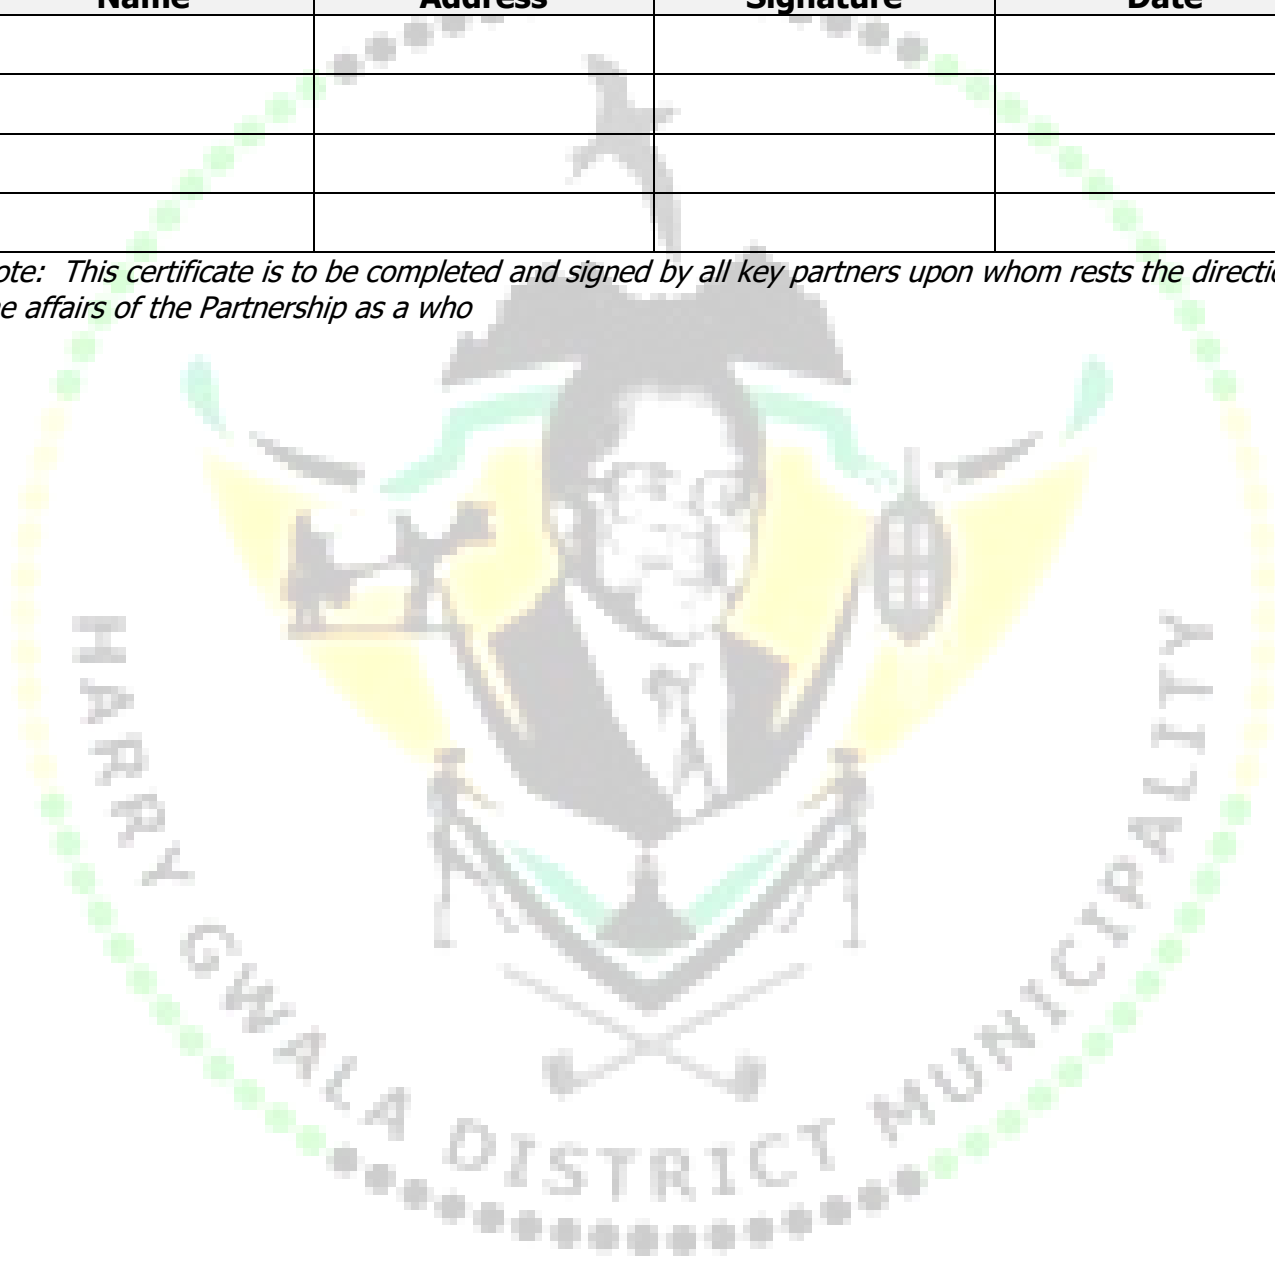 Name Address Signature Date
ote: This certificate is to be completed and signed by all key partners upon whom rests the directio
e affairs of the Partnership as a who
HARRY GWALA DISTRICT MUNICIPALITY